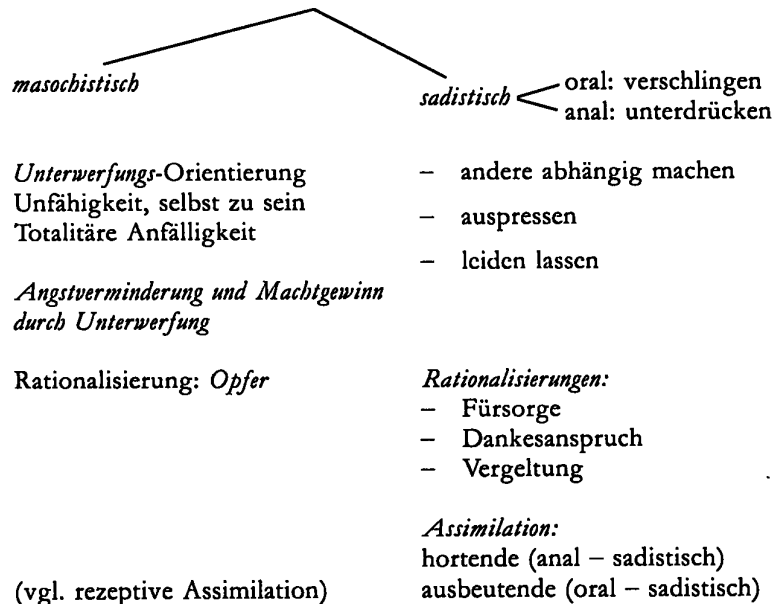 masochistisch
sadistisch
oral: verschlingen
anal: unterdrücken
Unterwerfungs-Orientierung
Unfähigkeit, selbst zu sein
Totalitäre Anfälligkeit
Angstverminderung und Machtgewinn
durch Unterwerfung
Rationalisierung: Opfer
(vgl. rezeptive Assimilation)
– andere abhängig machen
– auspressen
– leiden lassen
Rationalisierungen:
– Fürsorge
– Dankesanspruch
– Vergeltung
Assimilation:
hortende (anal – sadistisch)
ausbeutende (oral – sadistisch)